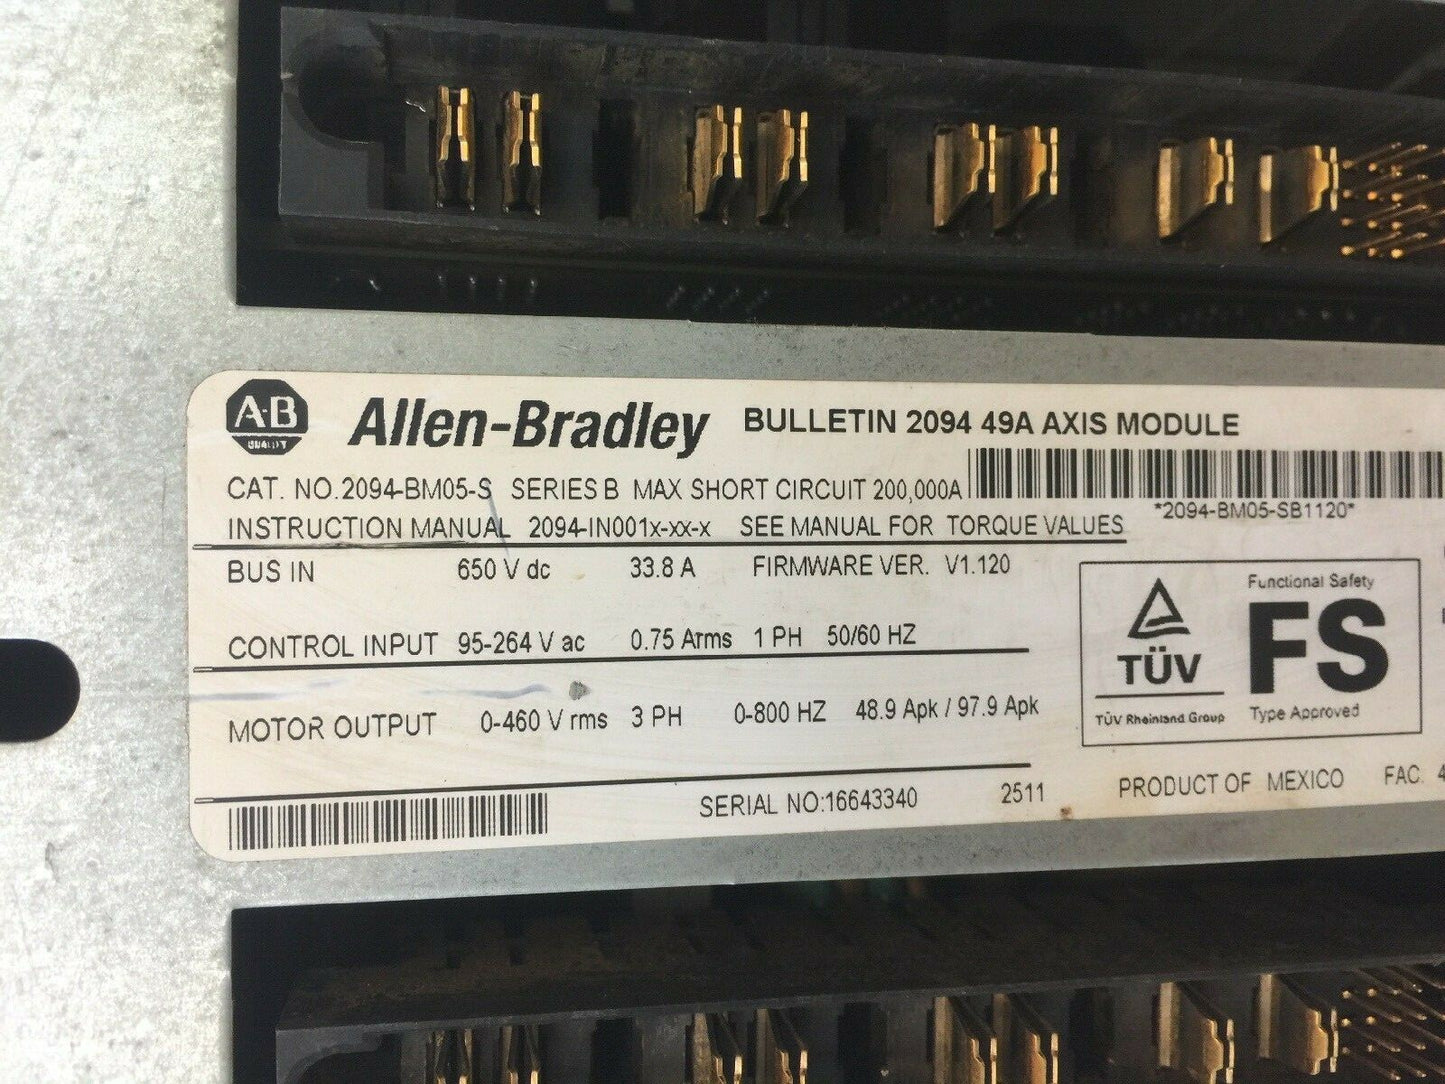 A·B
QUALITY
Allen-Bradley BULLETIN 2094 49A AXIS MODULE
CAT. NO.2094-BM05-S SERIES B MAX SHORT CIRCUIT 200,000A
*2094-BM05-SB1120*
INSTRUCTION MANUAL 2094-IN001x-xx-x SEE MANUAL FOR TORQUE VALUES
BUS IN 650 V dc 33.8 A FIRMWARE VER. V1.120
CONTROL INPUT 95-264 V ac 0.75 Arms 1 PH 50/60 HZ
MOTOR OUTPUT 0-460 V rms 3 PH 0-800 HZ 48.9 Apk / 97.9 Apk
Functional Safety
FS
TÜV
TÜV Rheinland Group
Type Approved
SERIAL NO:16643340 2511 PRODUCT OF MEXICO FAC. 4